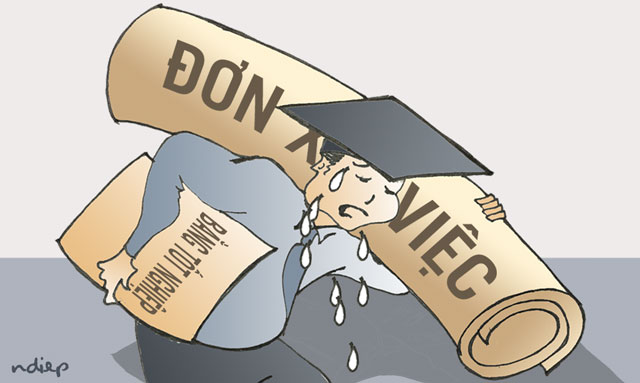 ĐƠN X VIỆC
BẰNG TỐT NGHIỆP
ndiep